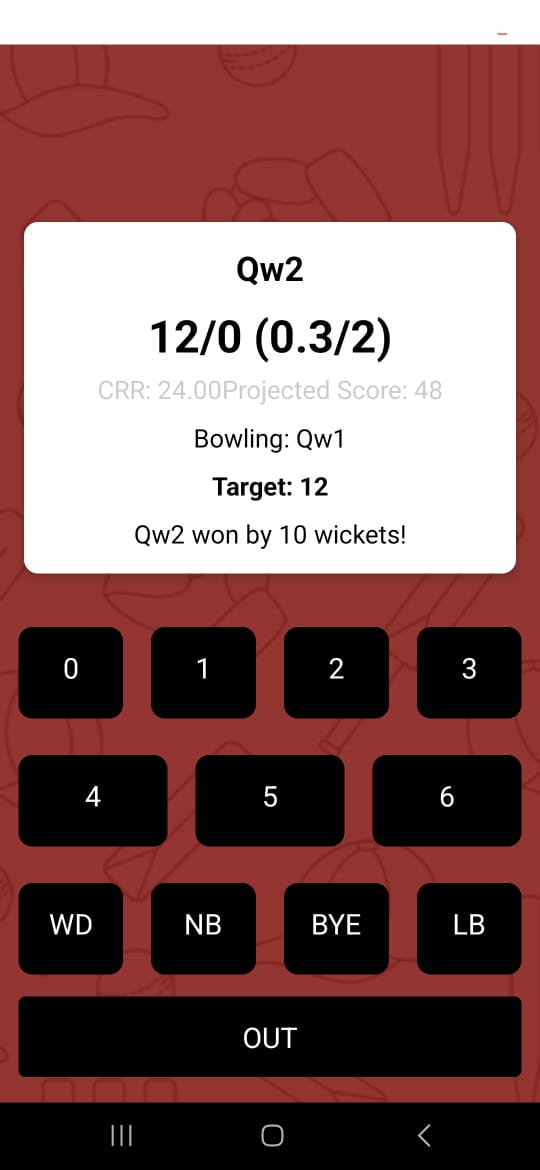 Qw2
12/0 (0.3/2)
CRR: 24.00Projected Score: 48
Bowling: Qw1
Target: 12
Qw2 won by 10 wickets!
0 1 2 3
4 5 6
WD NB BYE LB
OUT